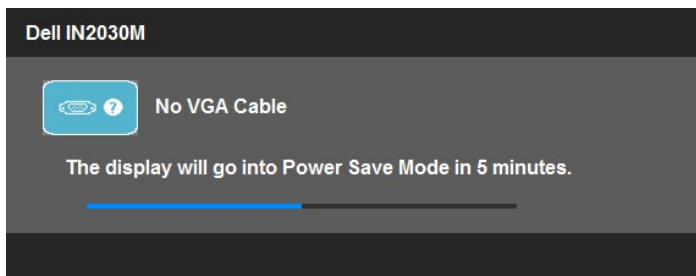 Dell IN2030M
? No VGA Cable
The display will go into Power Save Mode in 5 minutes.